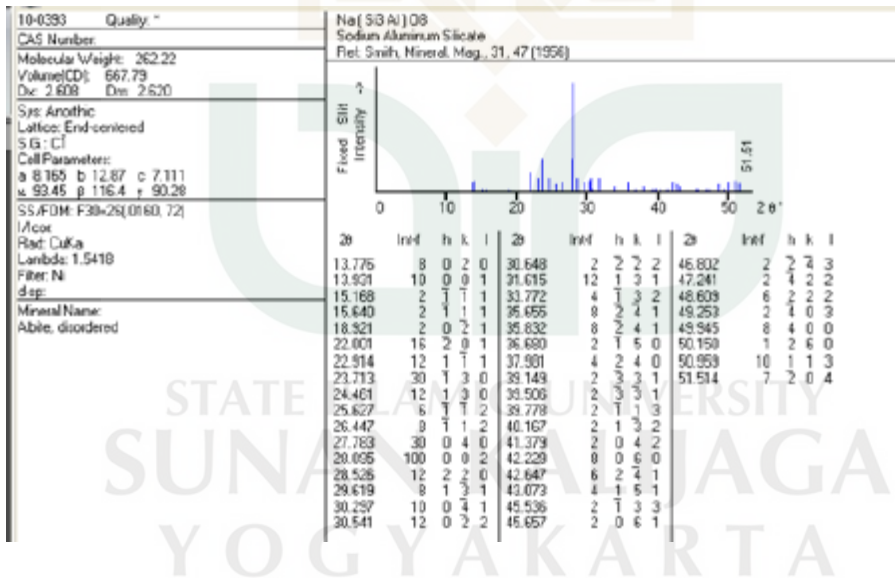 10-0393 Quality: *
CAS Number:
Molecular Weight: 262.22
Volume[CD]: 667.79
Dx: 2.608 Dm: 2.620
Sys: Anorthic
Lattice: End-centered
S.G.: C1̅
Cell Parameters:
a 8.165 b 12.87 c 7.111
α 93.45 β 116.4 γ 90.28
SS/FOM: F30=26(.0160, 72)
I/Icor:
Rad: CuKa
Lambda: 1.5418
Filter: Ni
d-sp:
Mineral Name:
Albite, disordered
Na ( Si3 Al ) O8
Sodium Aluminum Silicate
Ref: Smith, Mineral. Mag., 31, 47 (1956)
Fixed Slit
Intensity ->
51.51
0 10 20 30 40 50 2 θ°
2θ Int-f h k l 2θ Int-f h k l 2θ Int-f h k l
13.775 8 0 2 0 30.648 2 2 2 2 46.802 2 2 4 3
13.931 10 0 0 1 31.615 12 1 3 1 47.241 2 4 2 2
15.168 2 1̅ 1 1 33.772 4 1 3 2 48.609 6 2 2 2
15.640 2 1 1 1 35.655 8 2 4 1 49.253 2 4 0 3
18.921 2 0 2 1 35.832 8 2 4 1 49.945 8 4 0 0
22.001 16 2 0 1 36.680 2 1 5 0 50.150 1 2 6 0
22.914 12 1 1 1 37.981 4 2 4 0 50.959 10 1 1 3
23.713 30 1 3 0 39.149 2 3 3 1 51.514 7 2 0 4
24.461 12 1 3 0 39.506 2 3 3 1
25.627 6 1 1 2 39.778 2 1 1 3
26.447 8 1 1 2 40.167 2 1 3 2
27.783 30 0 4 0 41.379 2 0 4 2
28.095 100 0 0 2 42.229 8 0 6 0
28.526 12 2 2 0 42.647 6 2 4 1
29.619 8 1 3 1 43.073 4 1 5 1
30.297 10 0 4 1 45.536 2 1 3 3
30.541 12 0 2 2 45.657 2 0 6 1
STATE ISLAMIC UNIVERSITY
SUNAN KALIJAGA
YOGYAKARTA